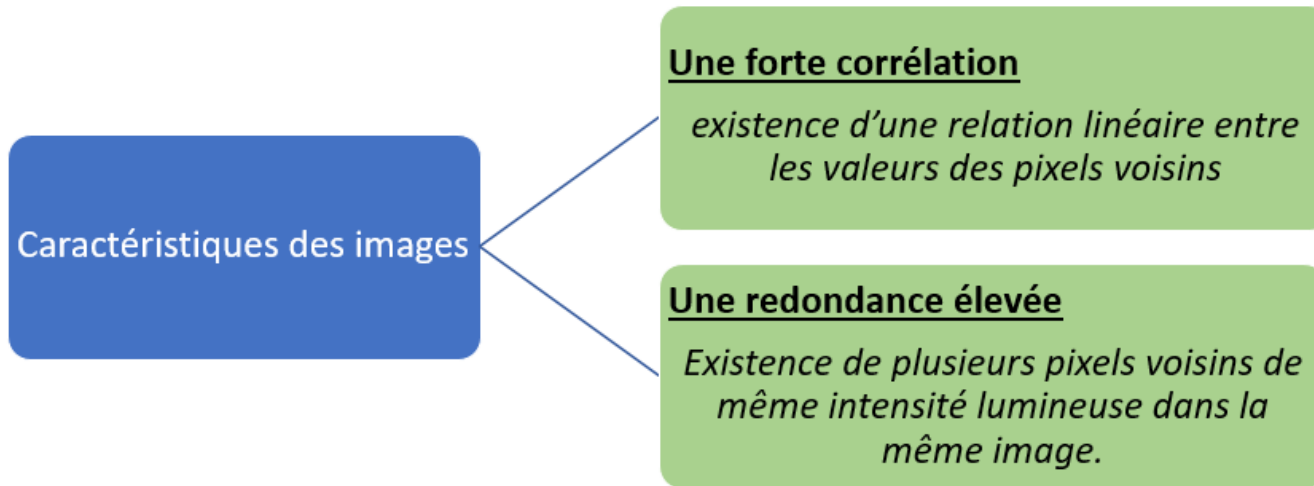 Caractéristiques des images
Une forte corrélation
existence d’une relation linéaire entre
les valeurs des pixels voisins
Une redondance élevée
Existence de plusieurs pixels voisins de
même intensité lumineuse dans la
même image.